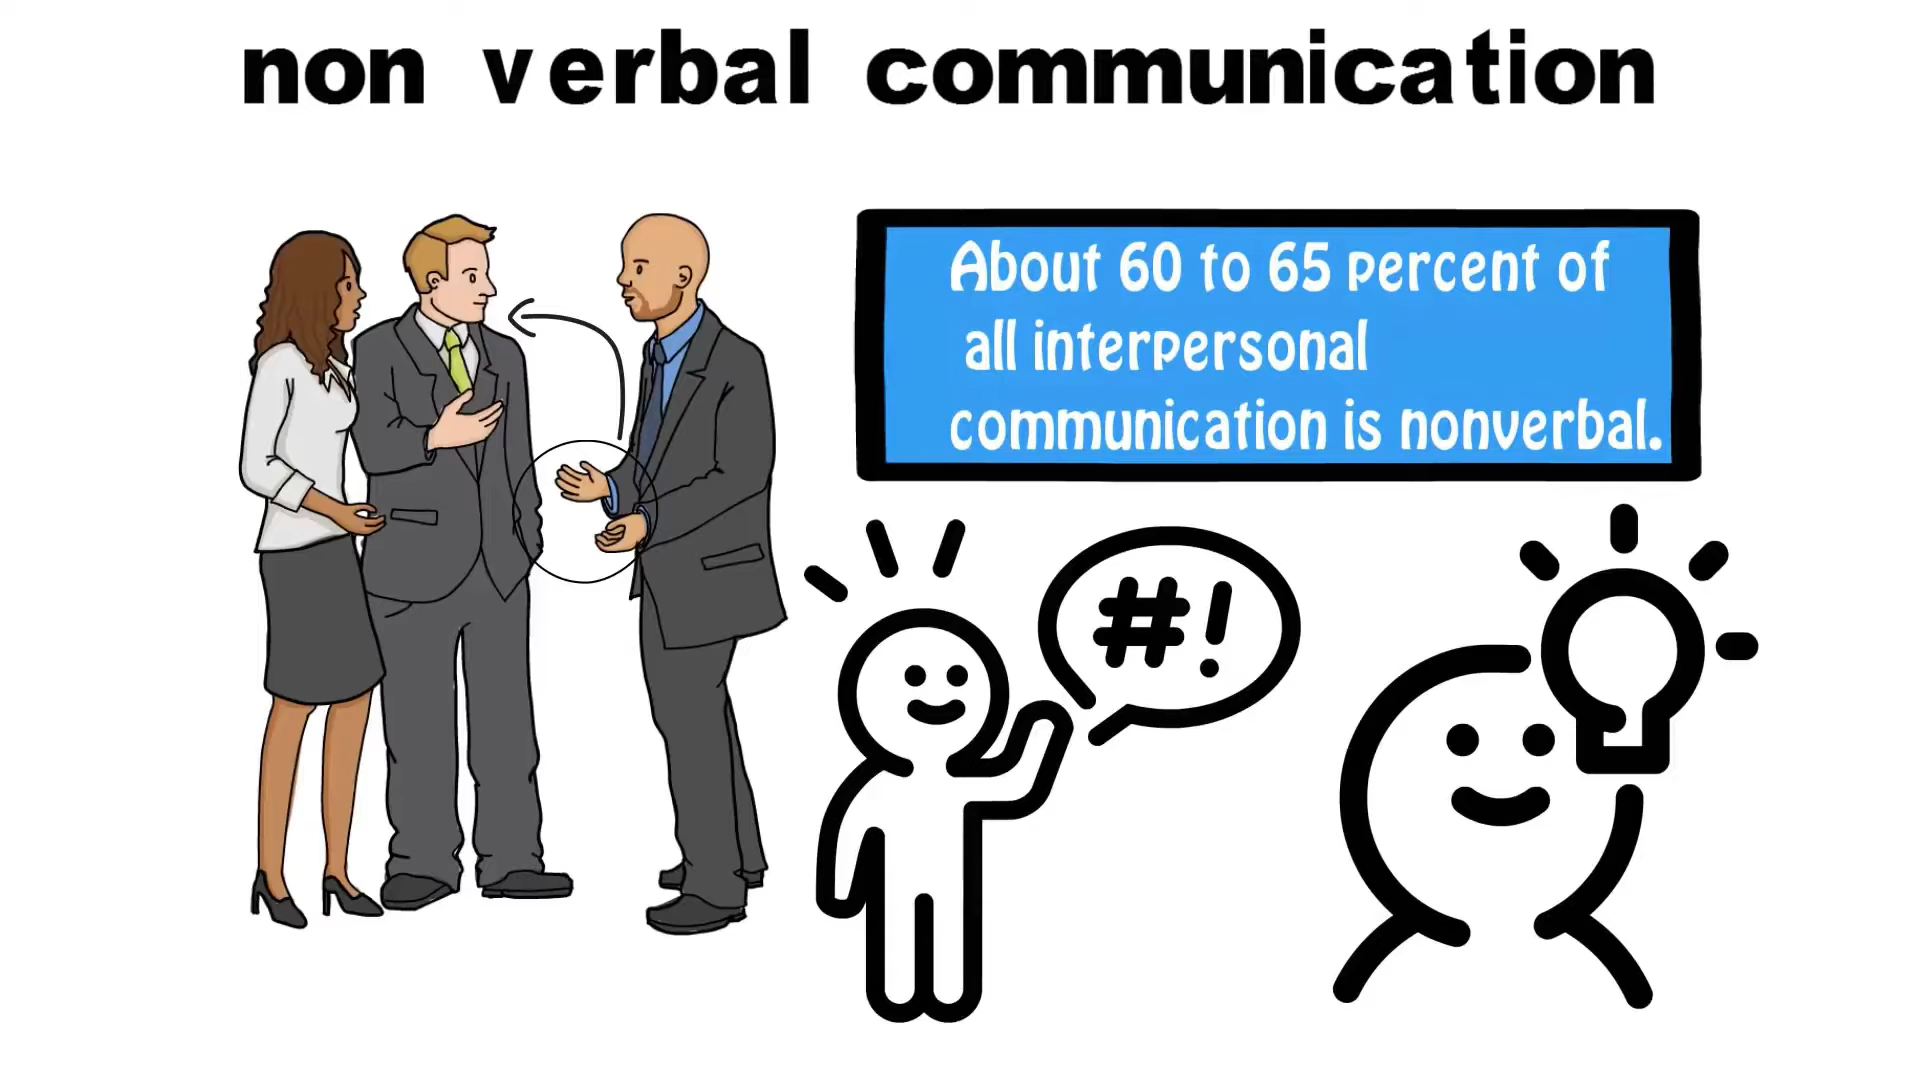 non verbal communication
About 60 to 65 percent of
all interpersonal
communication is nonverbal.
#!